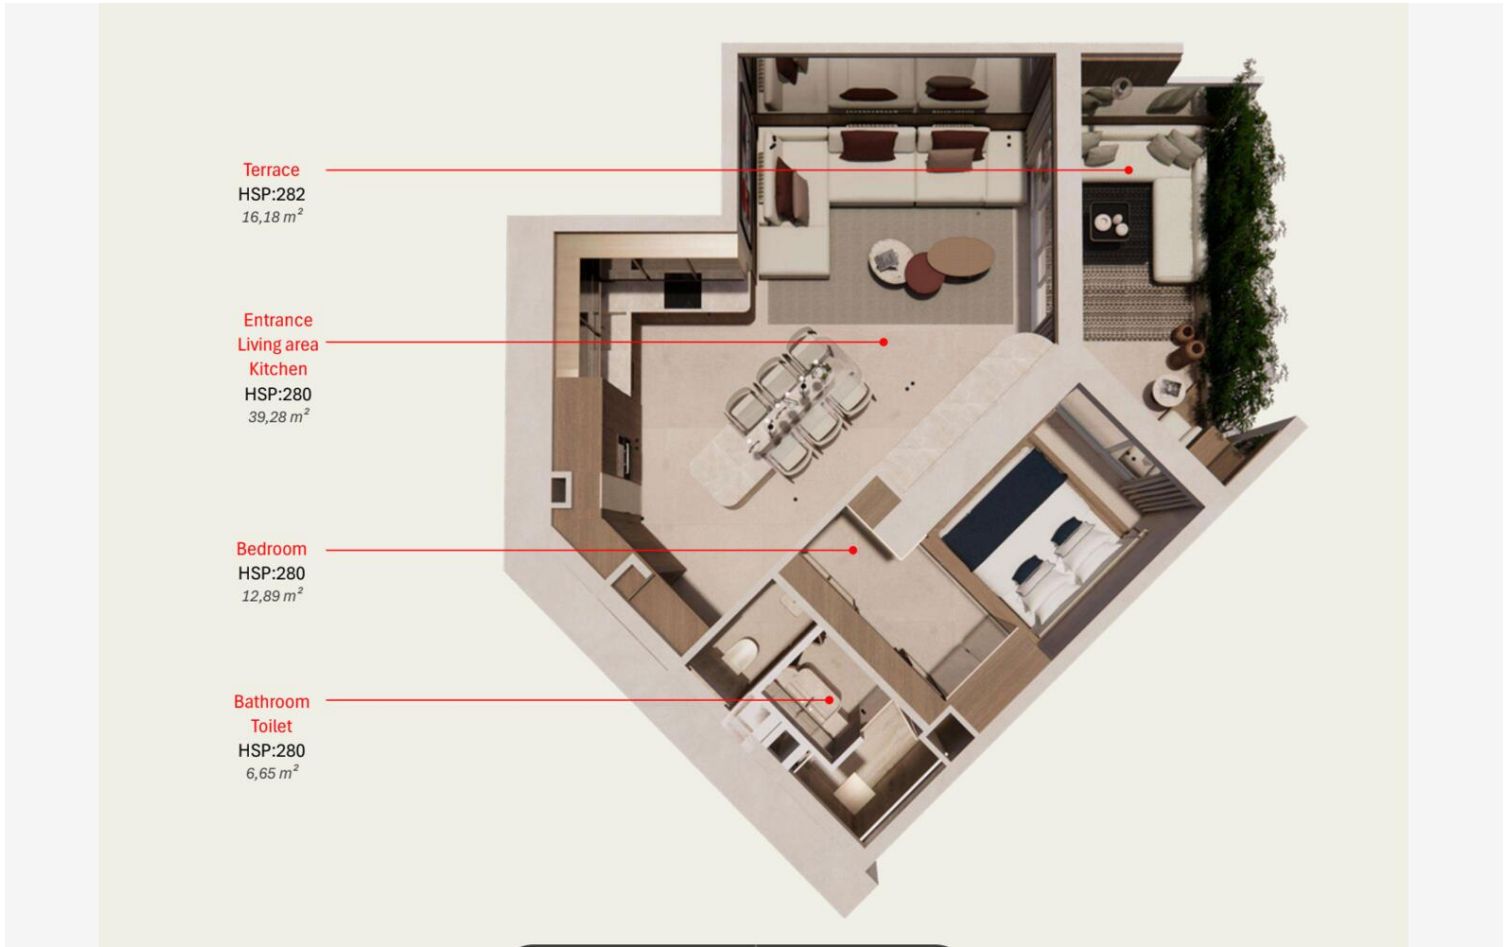 Terrace
HSP:282
16,18 m²
Entrance
Living area
Kitchen
HSP:280
39,28 m²
Bedroom
HSP:280
12,89 m²
Bathroom
Toilet
HSP:280
6,65 m²